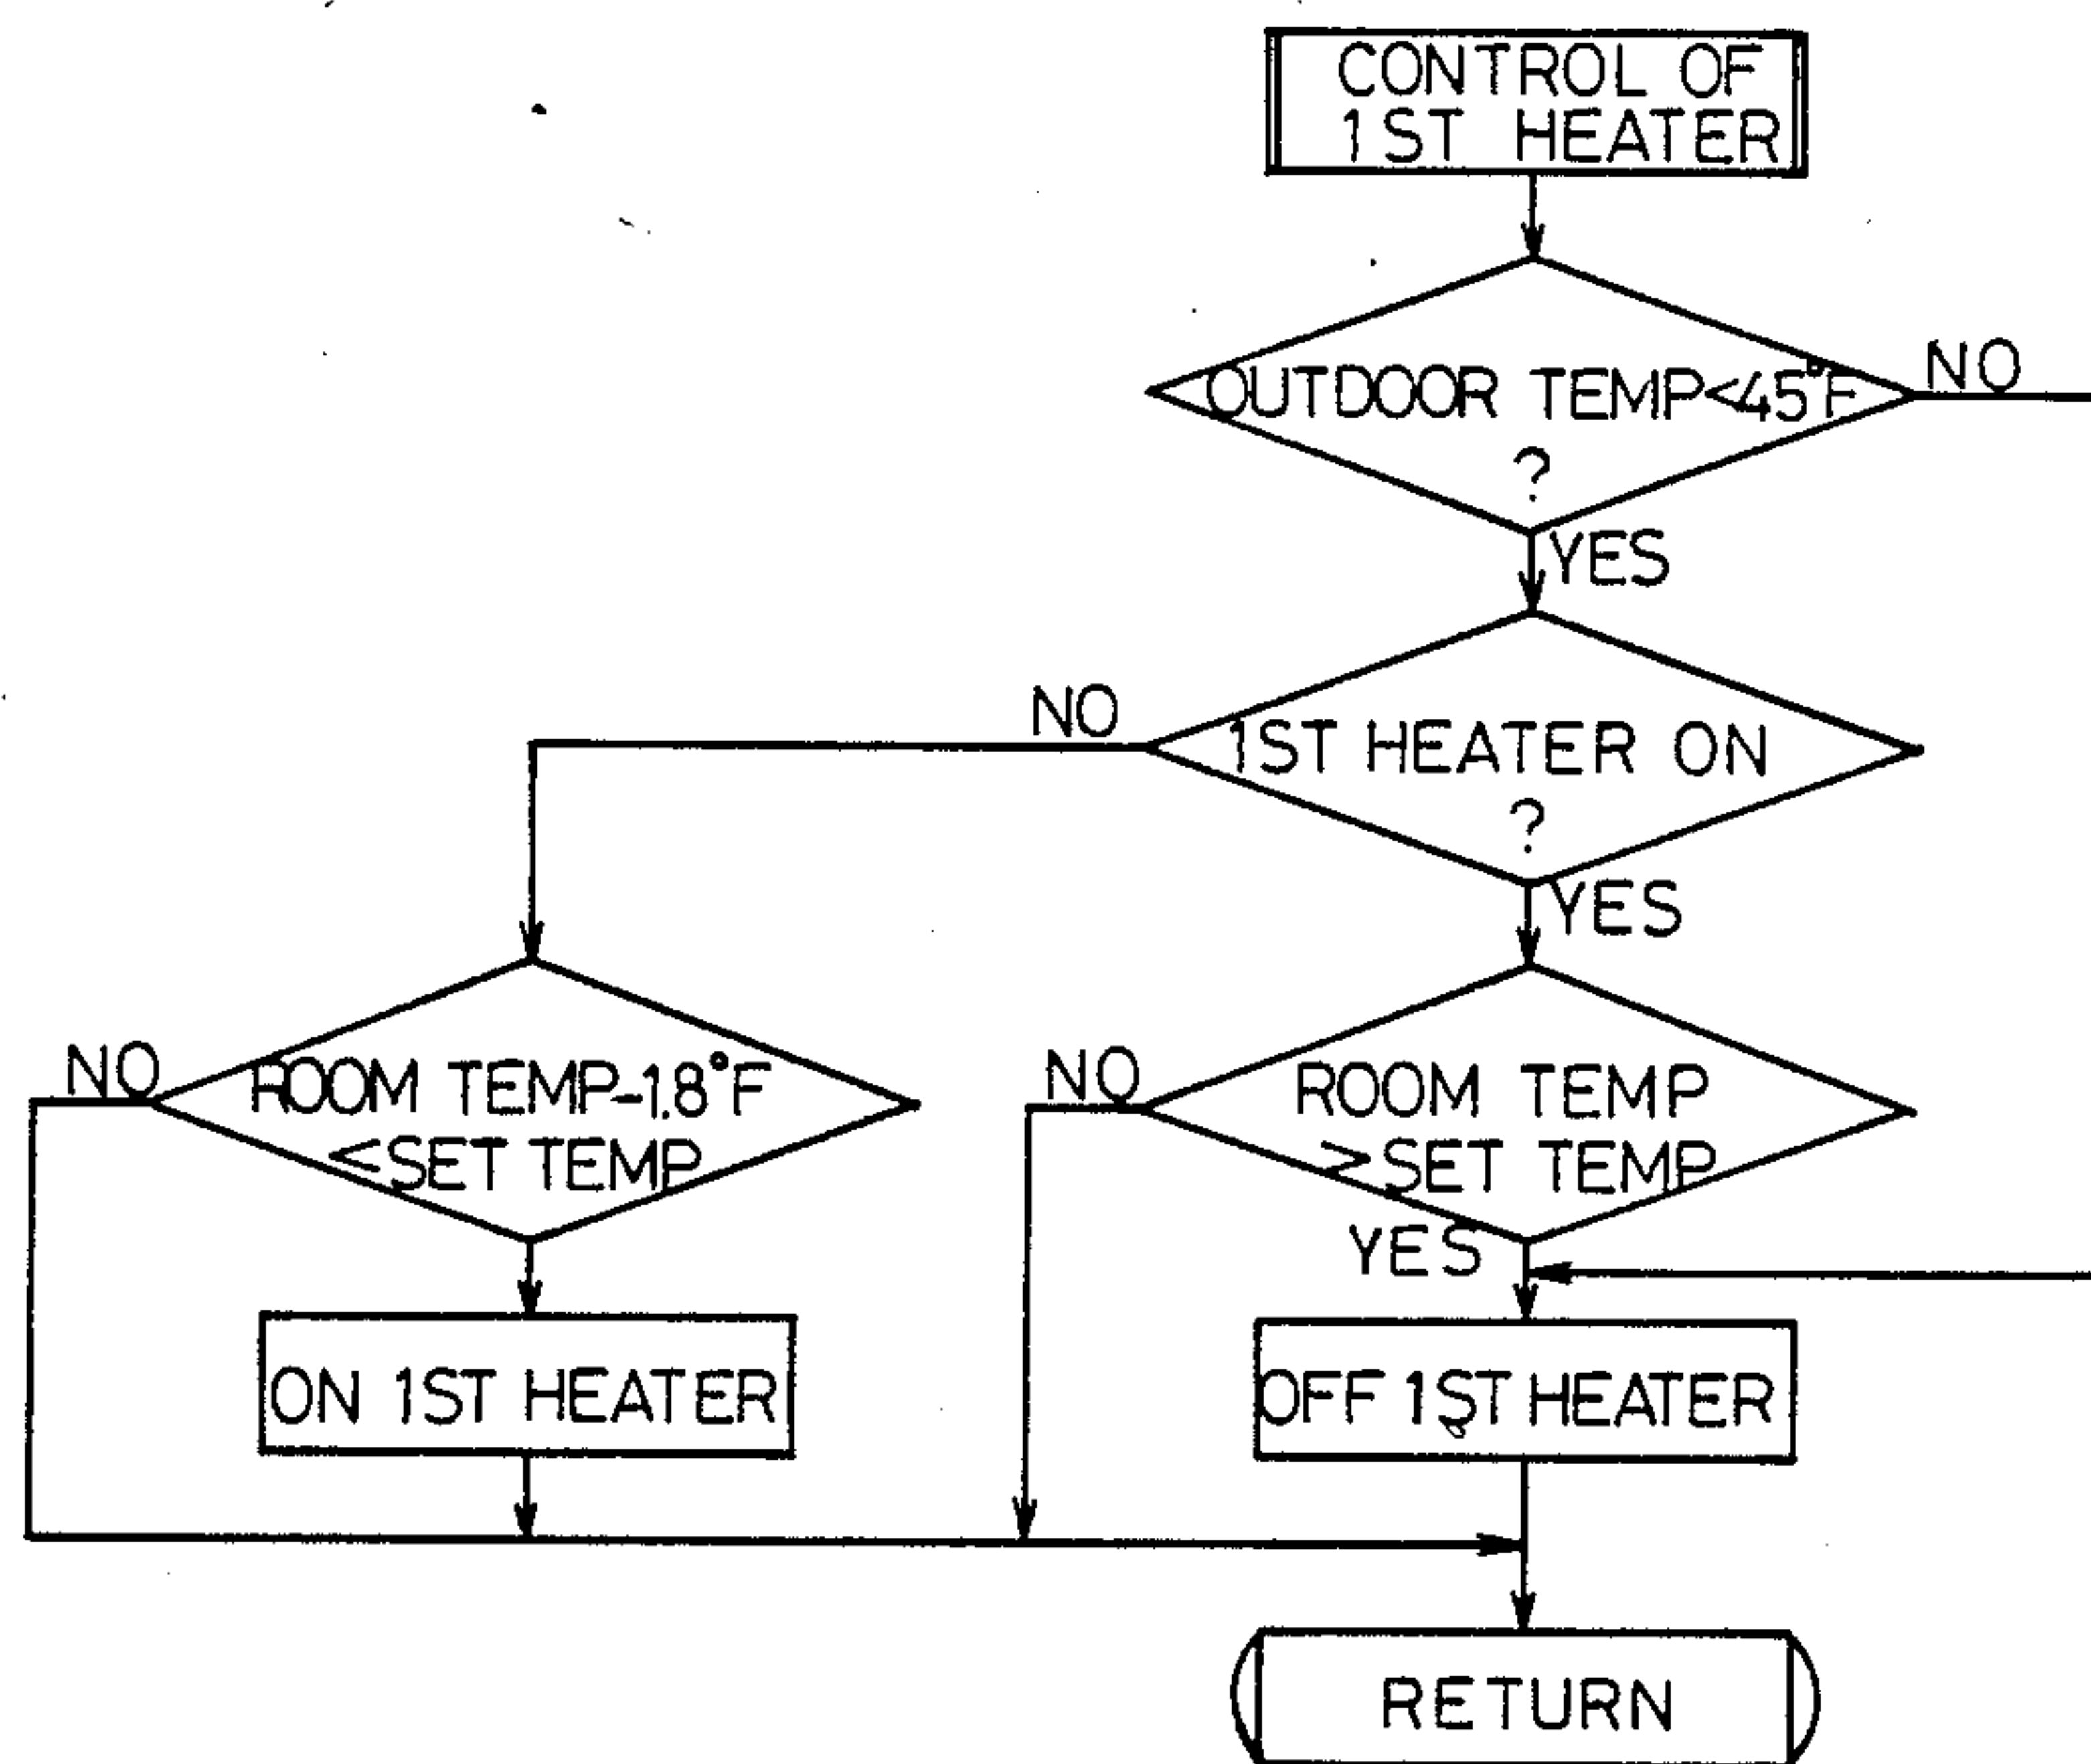 CONTROL OF
1ST HEATER
OUTDOOR TEMP<45°F
?
NO
YES
1ST HEATER ON
?
NO
YES
ROOM TEMP-1.8°F
<SET TEMP
NO
ROOM TEMP
≥SET TEMP
NO
YES
ON 1ST HEATER
OFF 1ST HEATER
RETURN